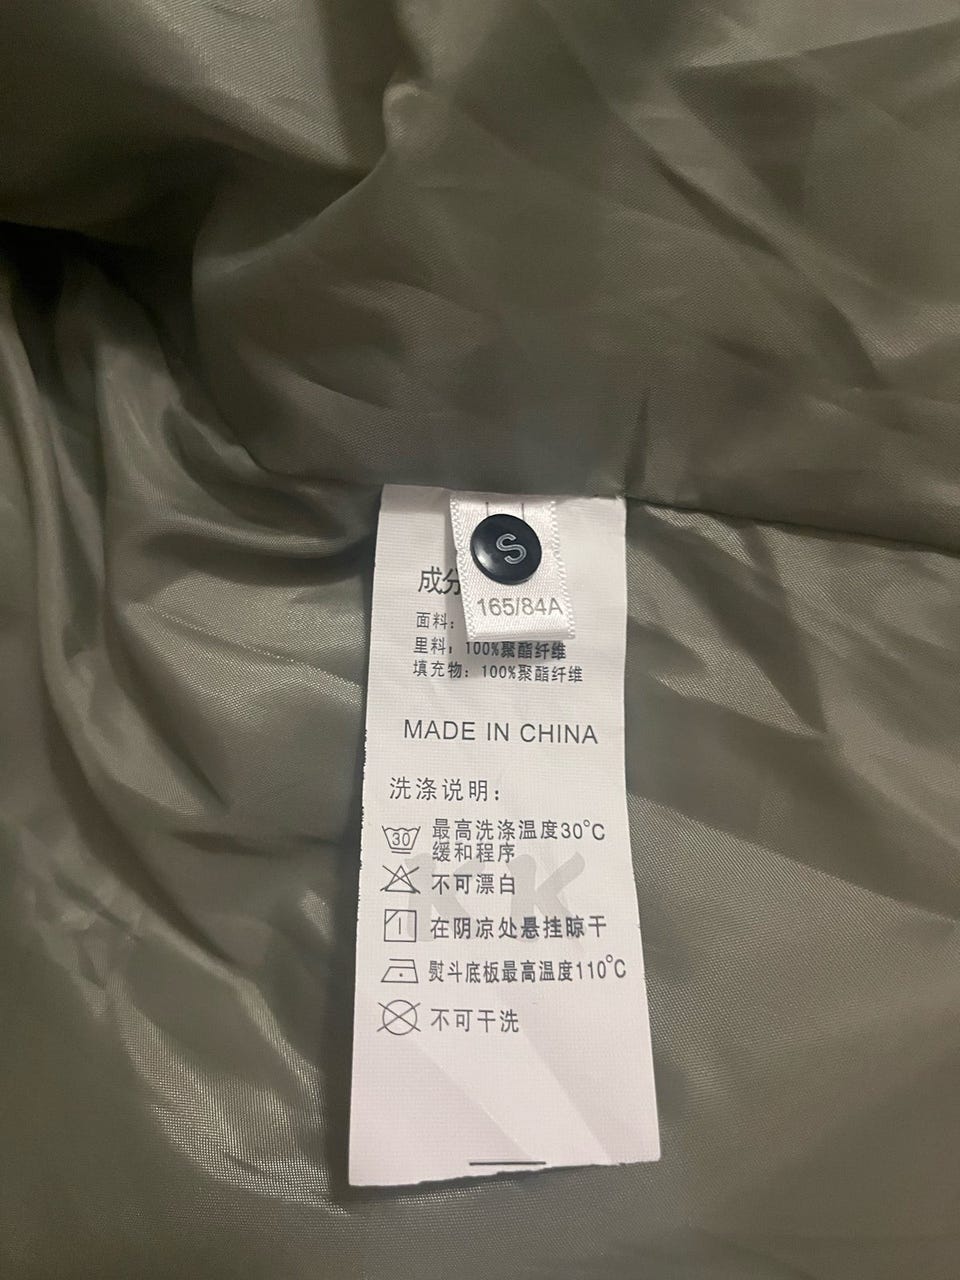 S
165/84A
成分
面料:
里料: 100%聚酯纤维
填充物: 100%聚酯纤维
MADE IN CHINA
洗涤说明:
30 最高洗涤温度30°C
缓和程序
不可漂白
在阴凉处悬挂晾干
熨斗底板最高温度110°C
不可干洗